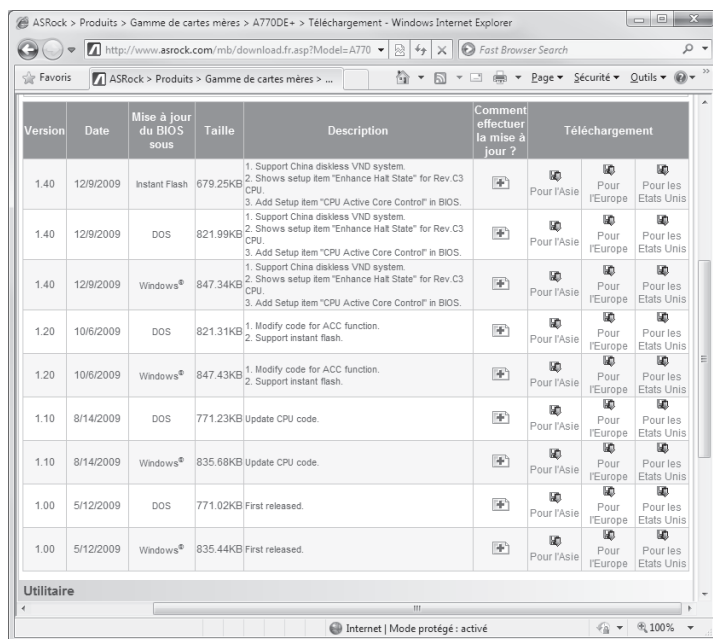 ASRock > Produits > Gamme de cartes mères > A770DE+ > Téléchargement - Windows Internet Explorer
http://www.asrock.com/mb/download.fr.asp?Model=A770
Fast Browser Search
Favoris
ASRock > Produits > Gamme de cartes mères > ...
Page Sécurité Outils
Version Date Mise à jour du BIOS sous Taille Description Comment effectuer la mise à jour ? Téléchargement
1.40 12/9/2009 Instant Flash 679.25KB
1. Support China diskless VND system.
2. Shows setup item "Enhance Halt State" for Rev.C3 CPU.
3. Add Setup item "CPU Active Core Control" in BIOS.
Pour l'Asie Pour l'Europe Pour les Etats Unis
1.40 12/9/2009 DOS 821.99KB
1. Support China diskless VND system.
2. Shows setup item "Enhance Halt State" for Rev.C3 CPU.
3. Add Setup item "CPU Active Core Control" in BIOS.
Pour l'Asie Pour l'Europe Pour les Etats Unis
1.40 12/9/2009 Windows® 847.34KB
1. Support China diskless VND system.
2. Shows setup item "Enhance Halt State" for Rev.C3 CPU.
3. Add Setup item "CPU Active Core Control" in BIOS.
Pour l'Asie Pour l'Europe Pour les Etats Unis
1.20 10/6/2009 DOS 821.31KB
1. Modify code for ACC function.
2. Support instant flash.
Pour l'Asie Pour l'Europe Pour les Etats Unis
1.20 10/6/2009 Windows® 847.43KB
1. Modify code for ACC function.
2. Support instant flash.
Pour l'Asie Pour l'Europe Pour les Etats Unis
1.10 8/14/2009 DOS 771.23KB Update CPU code.
Pour l'Asie Pour l'Europe Pour les Etats Unis
1.10 8/14/2009 Windows® 835.68KB Update CPU code.
Pour l'Asie Pour l'Europe Pour les Etats Unis
1.00 5/12/2009 DOS 771.02KB First released.
Pour l'Asie Pour l'Europe Pour les Etats Unis
1.00 5/12/2009 Windows® 835.44KB First released.
Pour l'Asie Pour l'Europe Pour les Etats Unis
Utilitaire
Internet | Mode protégé : activé
100%